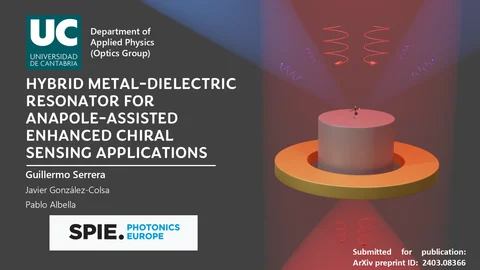 UC
UNIVERSIDAD
DE CANTABRIA
Department of
Applied Physics
(Optics Group)
HYBRID METAL-DIELECTRIC
RESONATOR FOR
ANAPOLE-ASSISTED
ENHANCED CHIRAL
SENSING APPLICATIONS
Guillermo Serrera
Javier González-Colsa
Pablo Albella
SPIE. PHOTONICS
EUROPE
Submitted for publication:
ArXiv preprint ID: 2403.08366